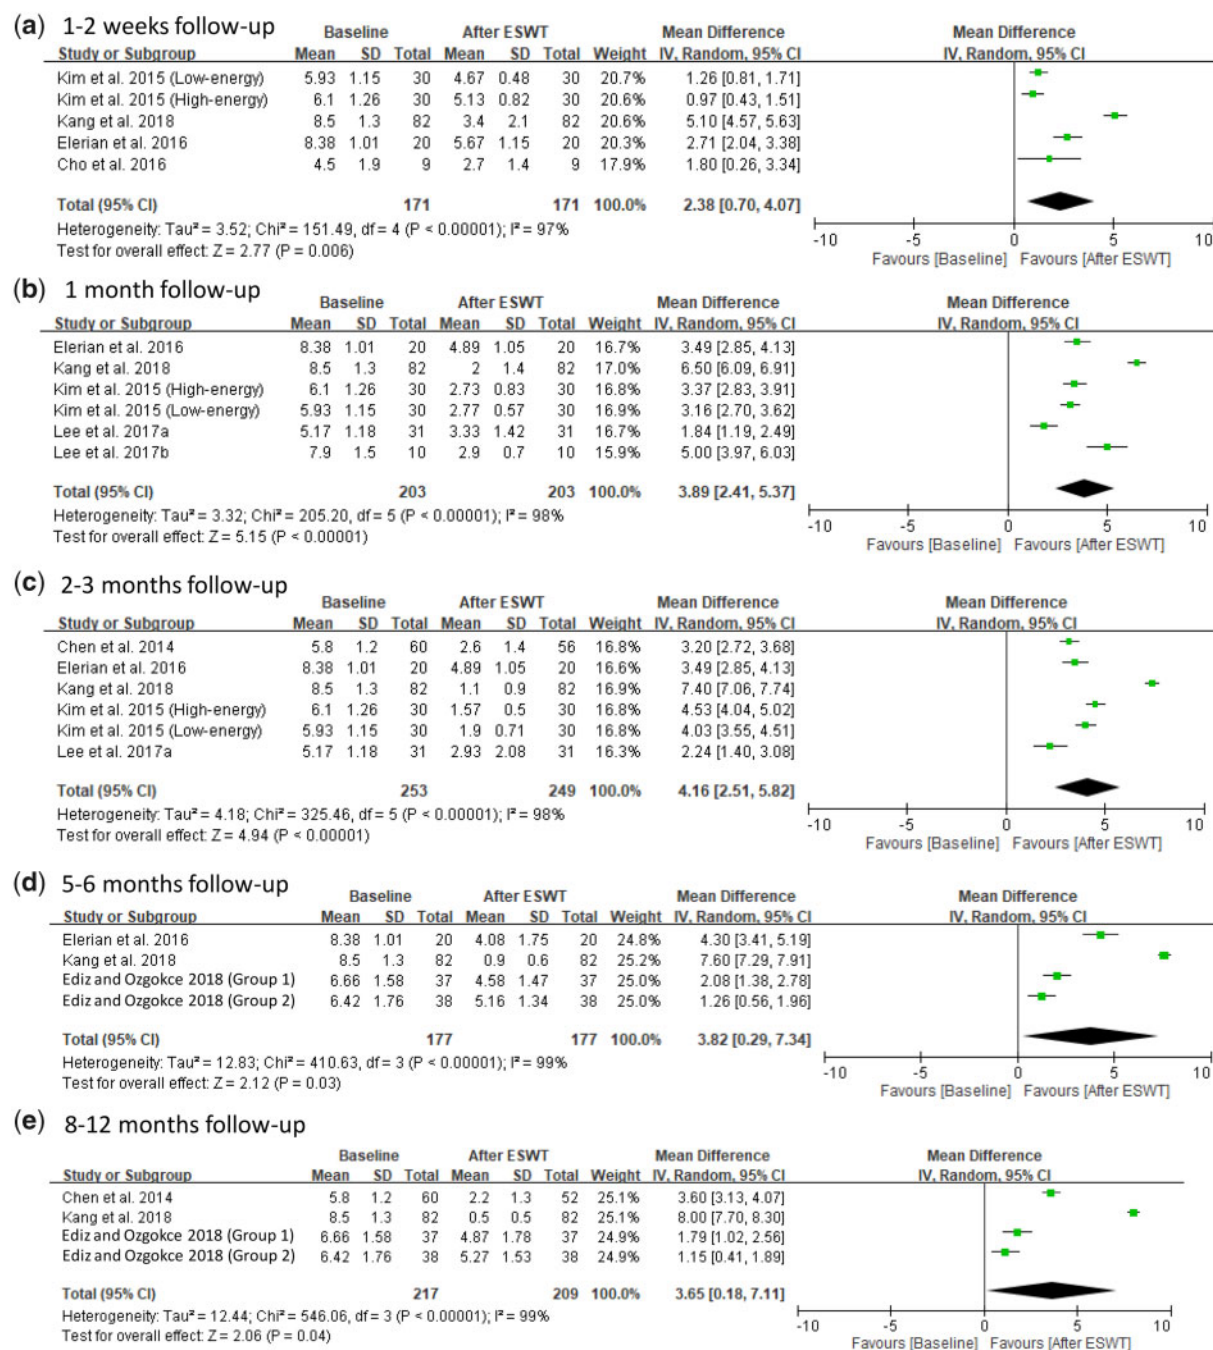 (a) 1-2 weeks follow-up
Baseline After ESWT Mean Difference Mean Difference
Study or Subgroup Mean SD Total Mean SD Total Weight IV, Random, 95% CI IV, Random, 95% CI
Kim et al. 2015 (Low-energy) 5.93 1.15 30 4.67 0.48 30 20.7% 1.26 [0.81, 1.71]
Kim et al. 2015 (High-energy) 6.1 1.26 30 5.13 0.82 30 20.6% 0.97 [0.43, 1.51]
Kang et al. 2018 8.5 1.3 82 3.4 2.1 82 20.6% 5.10 [4.57, 5.63]
Elerian et al. 2016 8.38 1.01 20 5.67 1.15 20 20.3% 2.71 [2.04, 3.38]
Cho et al. 2016 4.5 1.9 9 2.7 1.4 9 17.9% 1.80 [0.26, 3.34]
Total (95% CI) 171 171 100.0% 2.38 [0.70, 4.07]
Heterogeneity: Tau² = 3.52; Chi² = 151.49, df = 4 (P < 0.00001); I² = 97%
Test for overall effect: Z = 2.77 (P = 0.006)
-10 -5 0 5 10
Favours [Baseline] Favours [After ESWT]
(b) 1 month follow-up
Baseline After ESWT Mean Difference Mean Difference
Study or Subgroup Mean SD Total Mean SD Total Weight IV, Random, 95% CI IV, Random, 95% CI
Elerian et al. 2016 8.38 1.01 20 4.89 1.05 20 16.7% 3.49 [2.85, 4.13]
Kang et al. 2018 8.5 1.3 82 2 1.4 82 17.0% 6.50 [6.09, 6.91]
Kim et al. 2015 (High-energy) 6.1 1.26 30 2.73 0.83 30 16.8% 3.37 [2.83, 3.91]
Kim et al. 2015 (Low-energy) 5.93 1.15 30 2.77 0.57 30 16.9% 3.16 [2.70, 3.62]
Lee et al. 2017a 5.17 1.18 31 3.33 1.42 31 16.7% 1.84 [1.19, 2.49]
Lee et al. 2017b 7.9 1.5 10 2.9 0.7 10 15.9% 5.00 [3.97, 6.03]
Total (95% CI) 203 203 100.0% 3.89 [2.41, 5.37]
Heterogeneity: Tau² = 3.32; Chi² = 205.20, df = 5 (P < 0.00001); I² = 98%
Test for overall effect: Z = 5.15 (P < 0.00001)
-10 -5 0 5 10
Favours [Baseline] Favours [After ESWT]
(c) 2-3 months follow-up
Baseline After ESWT Mean Difference Mean Difference
Study or Subgroup Mean SD Total Mean SD Total Weight IV, Random, 95% CI IV, Random, 95% CI
Chen et al. 2014 5.8 1.2 60 2.6 1.4 56 16.8% 3.20 [2.72, 3.68]
Elerian et al. 2016 8.38 1.01 20 4.89 1.05 20 16.6% 3.49 [2.85, 4.13]
Kang et al. 2018 8.5 1.3 82 1.1 0.9 82 16.9% 7.40 [7.06, 7.74]
Kim et al. 2015 (High-energy) 6.1 1.26 30 1.57 0.5 30 16.8% 4.53 [4.04, 5.02]
Kim et al. 2015 (Low-energy) 5.93 1.15 30 1.9 0.71 30 16.8% 4.03 [3.55, 4.51]
Lee et al. 2017a 5.17 1.18 31 2.93 2.08 31 16.3% 2.24 [1.40, 3.08]
Total (95% CI) 253 249 100.0% 4.16 [2.51, 5.82]
Heterogeneity: Tau² = 4.18; Chi² = 325.46, df = 5 (P < 0.00001); I² = 98%
Test for overall effect: Z = 4.94 (P < 0.00001)
-10 -5 0 5 10
Favours [Baseline] Favours [After ESWT]
(d) 5-6 months follow-up
Baseline After ESWT Mean Difference Mean Difference
Study or Subgroup Mean SD Total Mean SD Total Weight IV, Random, 95% CI IV, Random, 95% CI
Elerian et al. 2016 8.38 1.01 20 4.08 1.75 20 24.8% 4.30 [3.41, 5.19]
Kang et al. 2018 8.5 1.3 82 0.9 0.6 82 25.2% 7.60 [7.29, 7.91]
Ediz and Ozgokce 2018 (Group 1) 6.66 1.58 37 4.58 1.47 37 25.0% 2.08 [1.38, 2.78]
Ediz and Ozgokce 2018 (Group 2) 6.42 1.76 38 5.16 1.34 38 25.0% 1.26 [0.56, 1.96]
Total (95% CI) 177 177 100.0% 3.82 [0.29, 7.34]
Heterogeneity: Tau² = 12.83; Chi² = 410.63, df = 3 (P < 0.00001); I² = 99%
Test for overall effect: Z = 2.12 (P = 0.03)
-10 -5 0 5 10
Favours [Baseline] Favours [After ESWT]
(e) 8-12 months follow-up
Baseline After ESWT Mean Difference Mean Difference
Study or Subgroup Mean SD Total Mean SD Total Weight IV, Random, 95% CI IV, Random, 95% CI
Chen et al. 2014 5.8 1.2 60 2.2 1.3 52 25.1% 3.60 [3.13, 4.07]
Kang et al. 2018 8.5 1.3 82 0.5 0.5 82 25.1% 8.00 [7.70, 8.30]
Ediz and Ozgokce 2018 (Group 1) 6.66 1.58 37 4.87 1.78 37 24.9% 1.79 [1.02, 2.56]
Ediz and Ozgokce 2018 (Group 2) 6.42 1.76 38 5.27 1.53 38 24.9% 1.15 [0.41, 1.89]
Total (95% CI) 217 209 100.0% 3.65 [0.18, 7.11]
Heterogeneity: Tau² = 12.44; Chi² = 546.06, df = 3 (P < 0.00001); I² = 99%
Test for overall effect: Z = 2.06 (P = 0.04)
-10 -5 0 5 10
Favours [Baseline] Favours [After ESWT]